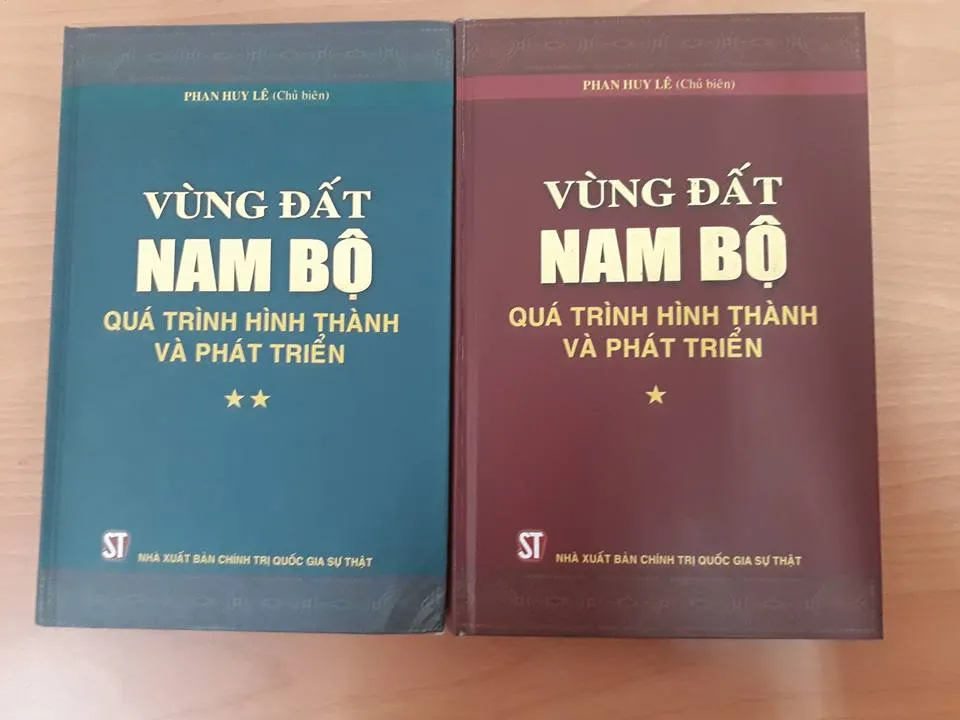 PHAN HUY LÊ (Chủ biên)
VÙNG ĐẤT
NAM BỘ
QUÁ TRÌNH HÌNH THÀNH
VÀ PHÁT TRIỂN
★★
ST
NHÀ XUẤT BẢN CHÍNH TRỊ QUỐC GIA SỰ THẬT
PHAN HUY LÊ (Chủ biên)
VÙNG ĐẤT
NAM BỘ
QUÁ TRÌNH HÌNH THÀNH
VÀ PHÁT TRIỂN
★
ST
NHÀ XUẤT BẢN CHÍNH TRỊ QUỐC GIA SỰ THẬT